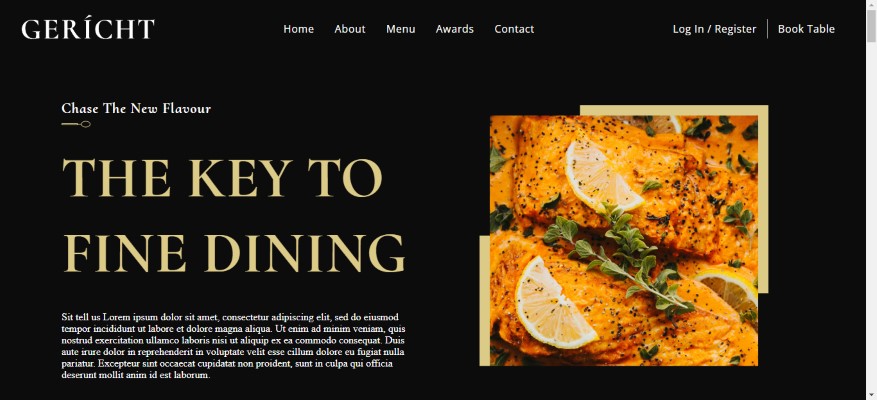 GERÍCHT
Home About Menu Awards Contact
Log In / Register Book Table
Chase The New Flavour
THE KEY TO
FINE DINING
Sit tell us Lorem ipsum dolor sit amet, consectetur adipiscing elit, sed do eiusmod
tempor incididunt ut labore et dolore magna aliqua. Ut enim ad minim veniam, quis
nostrud exercitation ullamco laboris nisi ut aliquip ex ea commodo consequat. Duis
aute irure dolor in reprehenderit in voluptate velit esse cillum dolore eu fugiat nulla
pariatur. Excepteur sint occaecat cupidatat non proident, sunt in culpa qui officia
deserunt mollit anim id est laborum.